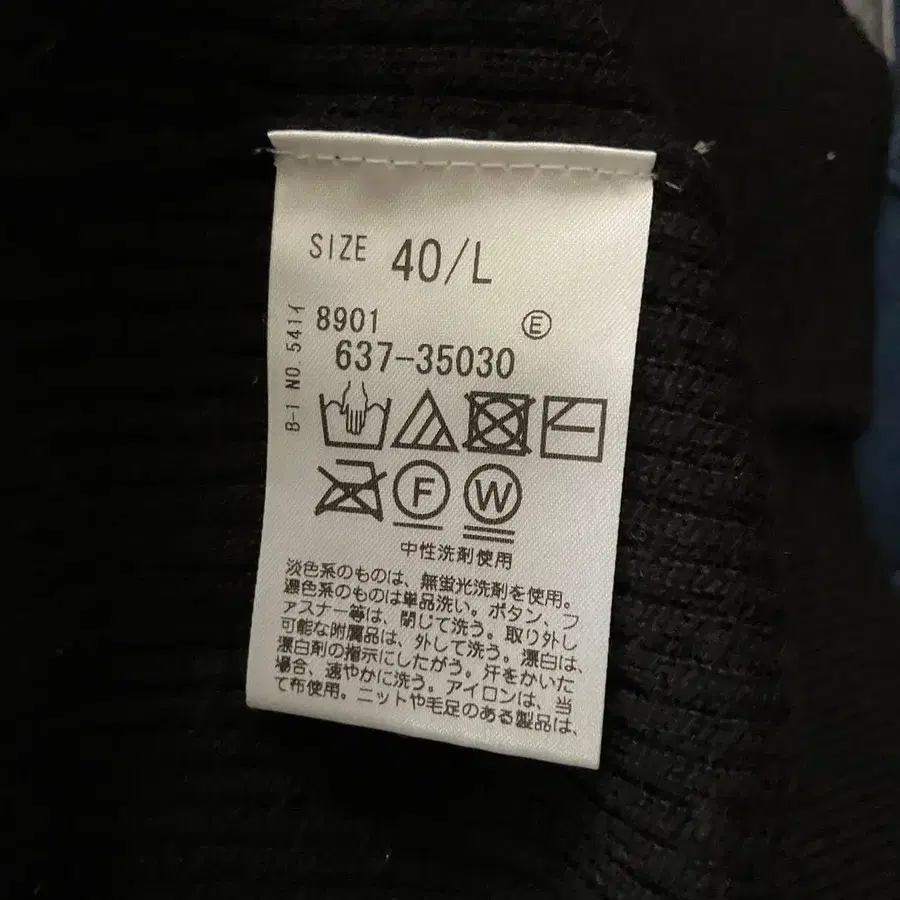 SIZE 40/L
B-1 NO.541イ
8901 Ⓔ
637-35030
F W
中性洗剤使用
淡色系のものは、無蛍光洗剤を使用。
濃色系のものは単品洗い。ボタン、フ
ァスナー等は、閉じて洗う。取り外し
可能な附属品は、外して洗う。漂白は、
漂白剤の指示にしたがう。汗をかいた
場合、速やかに洗う。アイロンは、当
て布使用。ニットや毛足のある製品は、